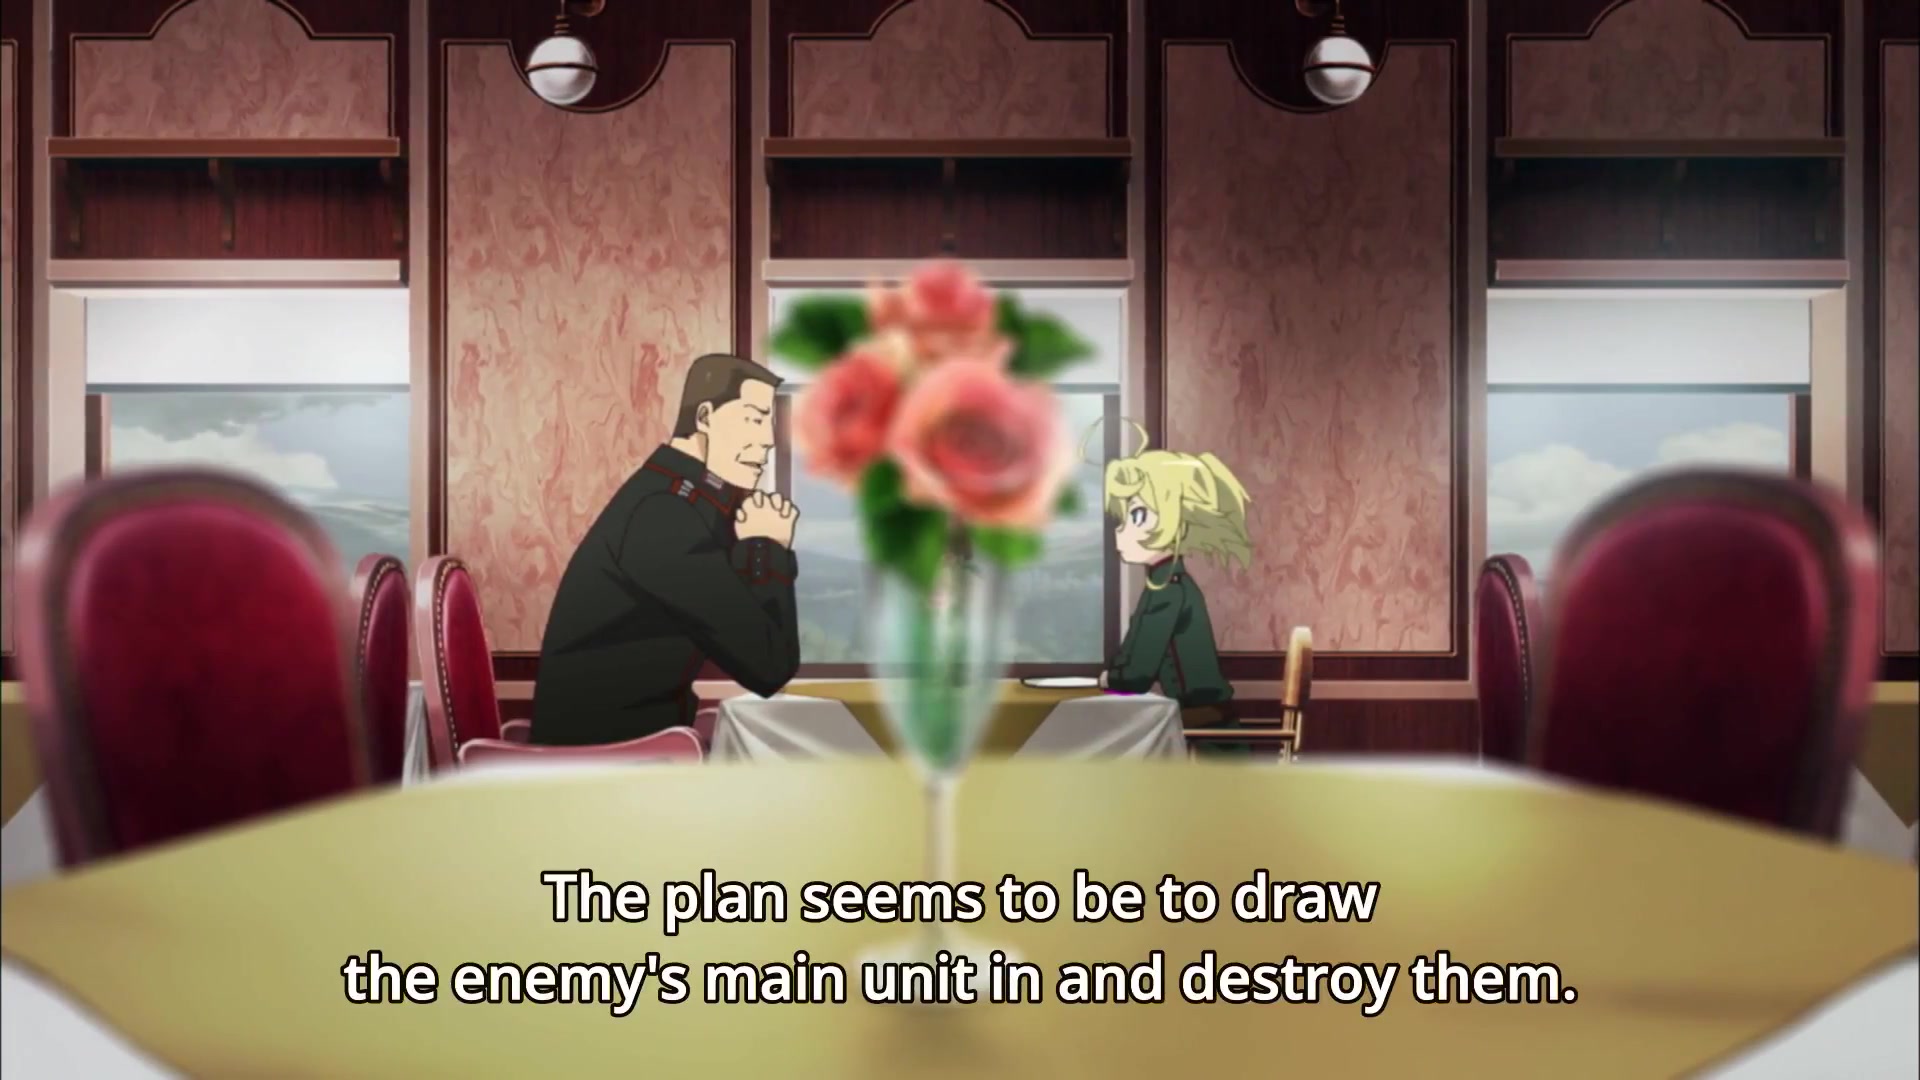 The plan seems to be to draw
the enemy's main unit in and destroy them.